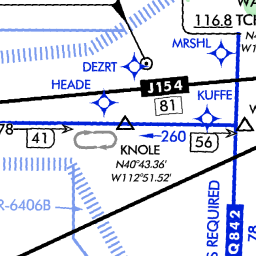 WA
116.8 TCH
N4
W1
MRSHL
DEZRT
HEADE
J154
81
KUFFE
78
41
260
56
W
KNOLE
N40°43.36'
W112°51.52'
R-6406B
S REQUIRED
Q842
78